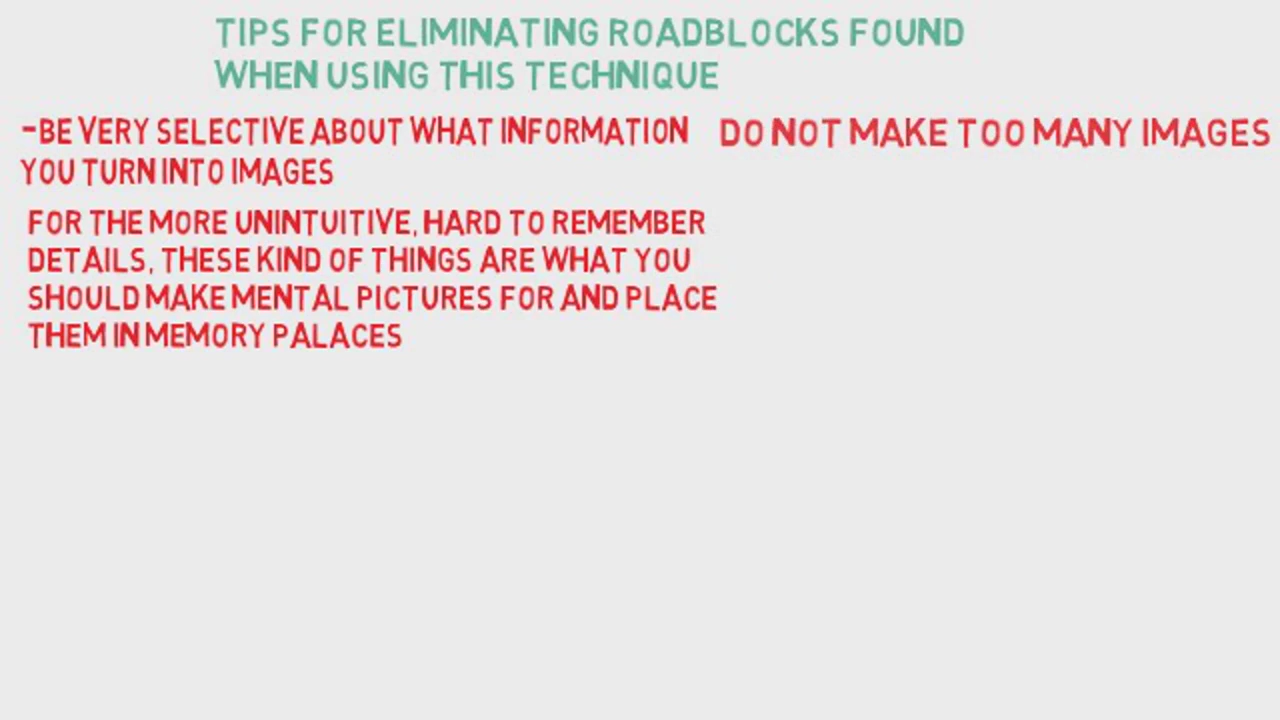 TIPS FOR ELIMINATING ROADBLOCKS FOUND
WHEN USING THIS TECHNIQUE
-BE VERY SELECTIVE ABOUT WHAT INFORMATION
YOU TURN INTO IMAGES
DO NOT MAKE TOO MANY IMAGES
FOR THE MORE UNINTUITIVE, HARD TO REMEMBER
DETAILS, THESE KIND OF THINGS ARE WHAT YOU
SHOULD MAKE MENTAL PICTURES FOR AND PLACE
THEM IN MEMORY PALACES